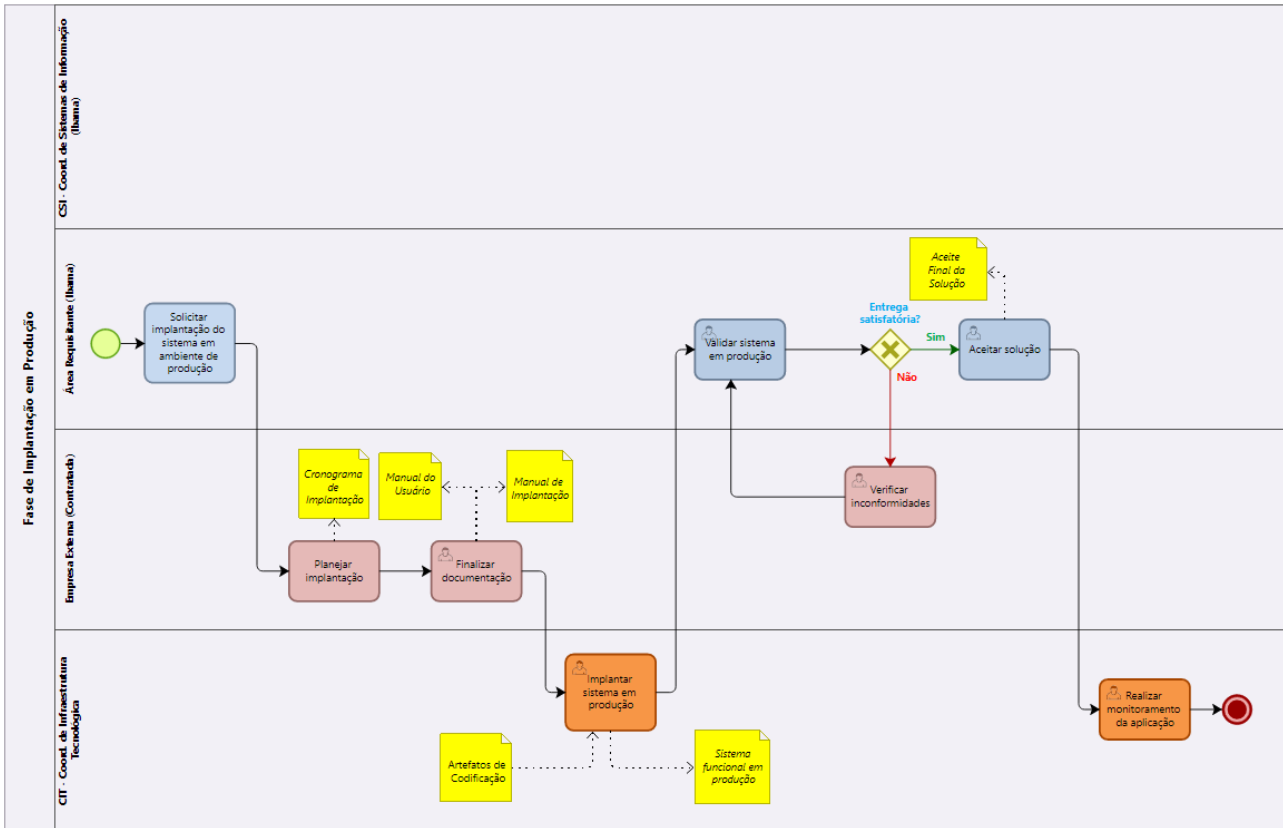 Fase de Implantação em Produção
CSI - Coord. de Sistemas de Informação
(Ibama)
Área Requisitante (Ibama)
Solicitar
implantação do
sistema em
ambiente de
produção
Validar sistema
em produção
Entrega
satisfatória?
Sim
Não
Aceite
Final da
Solução
Aceitar solução
Empresa Externa (Contratada)
Cronograma
de
Implantação
Manual do
Usuário
Manual de
Implantação
Planejar
implantação
Finalizar
documentação
Verificar
inconformidades
CIT - Coord. de Infraestrutura
Tecnológica
Implantar
sistema em
produção
Artefatos de
Codificação
Sistema
funcional em
produção
Realizar
monitoramento
da aplicação